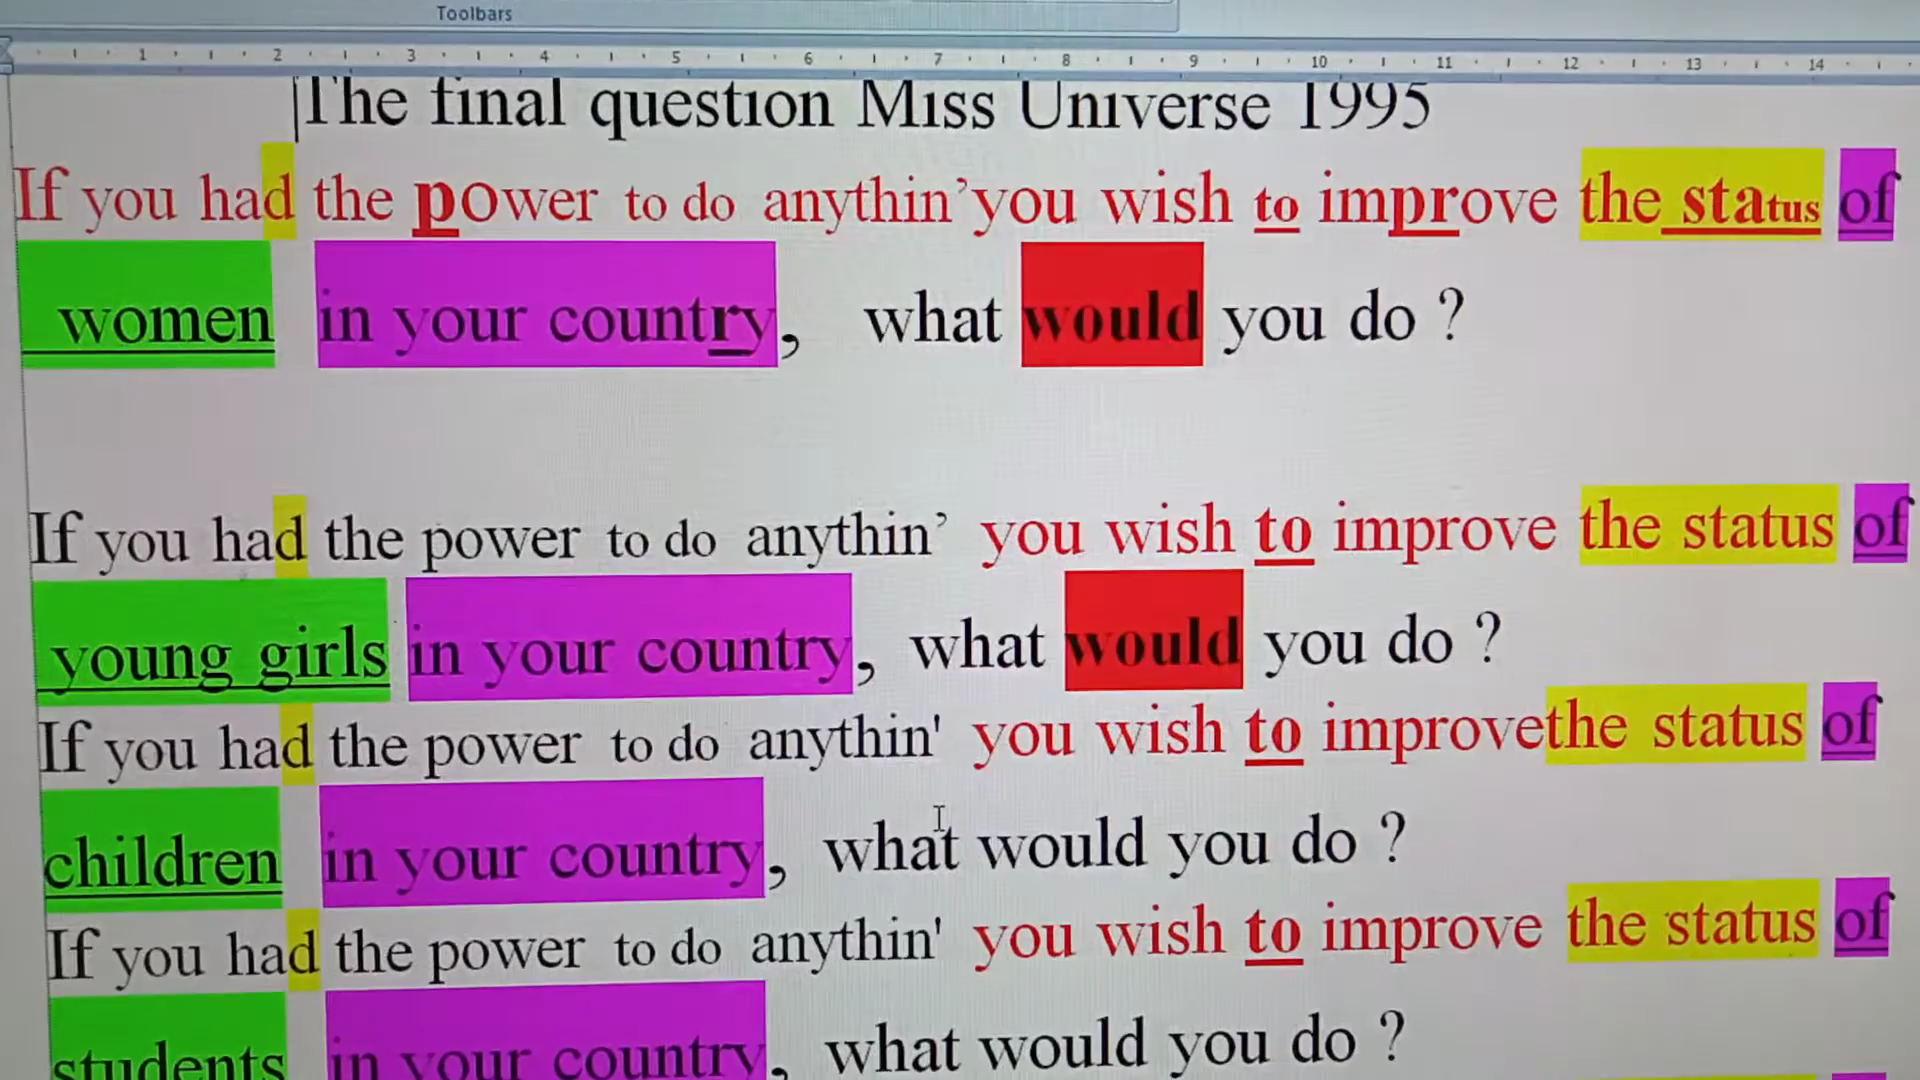 Toolbars
1 2 3 4 5 6 7 8 9 10 11 12 13 14
The final question Miss Universe 1995
If you had the power to do anythin’you wish to improve the status of
women in your country, what would you do ?
If you had the power to do anythin’ you wish to improve the status of
young girls in your country, what would you do ?
If you had the power to do anythin' you wish to improvethe status of
children in your country, what would you do ?
If you had the power to do anythin' you wish to improve the status of
students in your country, what would you do ?